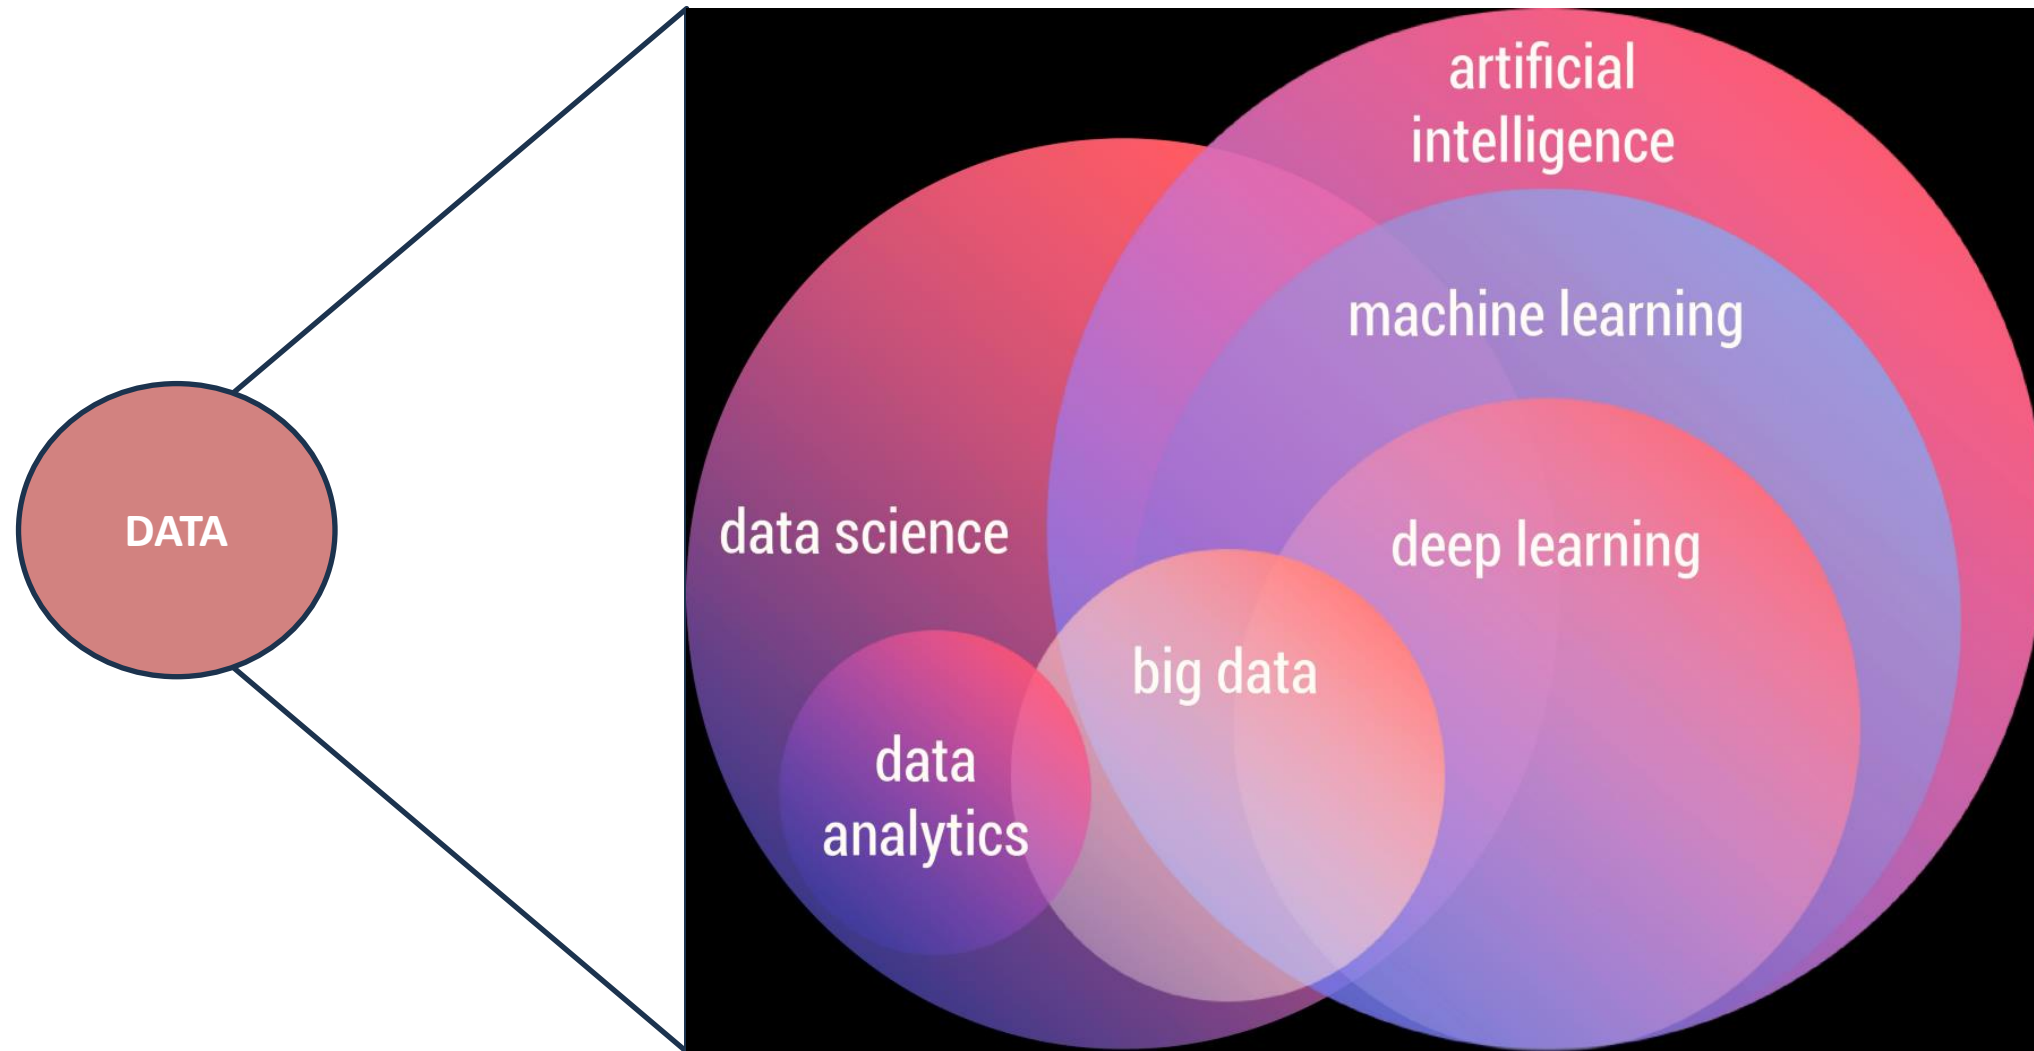 DATA
artificial
intelligence
machine learning
data science
deep learning
big data
data
analytics